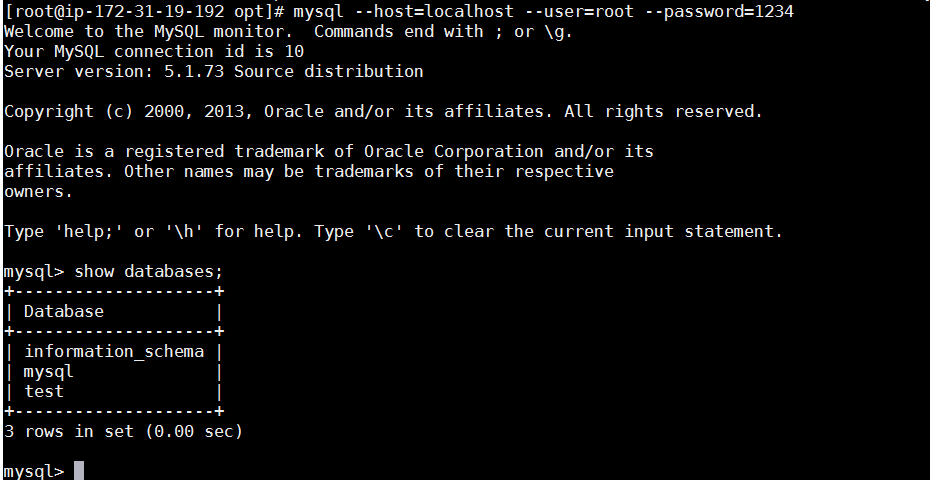 [root@ip-172-31-19-192 opt]# mysql --host=localhost --user=root --password=1234
Welcome to the MySQL monitor.  Commands end with ; or \g.
Your MySQL connection id is 10
Server version: 5.1.73 Source distribution

Copyright (c) 2000, 2013, Oracle and/or its affiliates. All rights reserved.

Oracle is a registered trademark of Oracle Corporation and/or its
affiliates. Other names may be trademarks of their respective
owners.

Type 'help;' or '\h' for help. Type '\c' to clear the current input statement.

mysql> show databases;
+--------------------+
| Database           |
+--------------------+
| information_schema |
| mysql              |
| test               |
+--------------------+
3 rows in set (0.00 sec)

mysql>